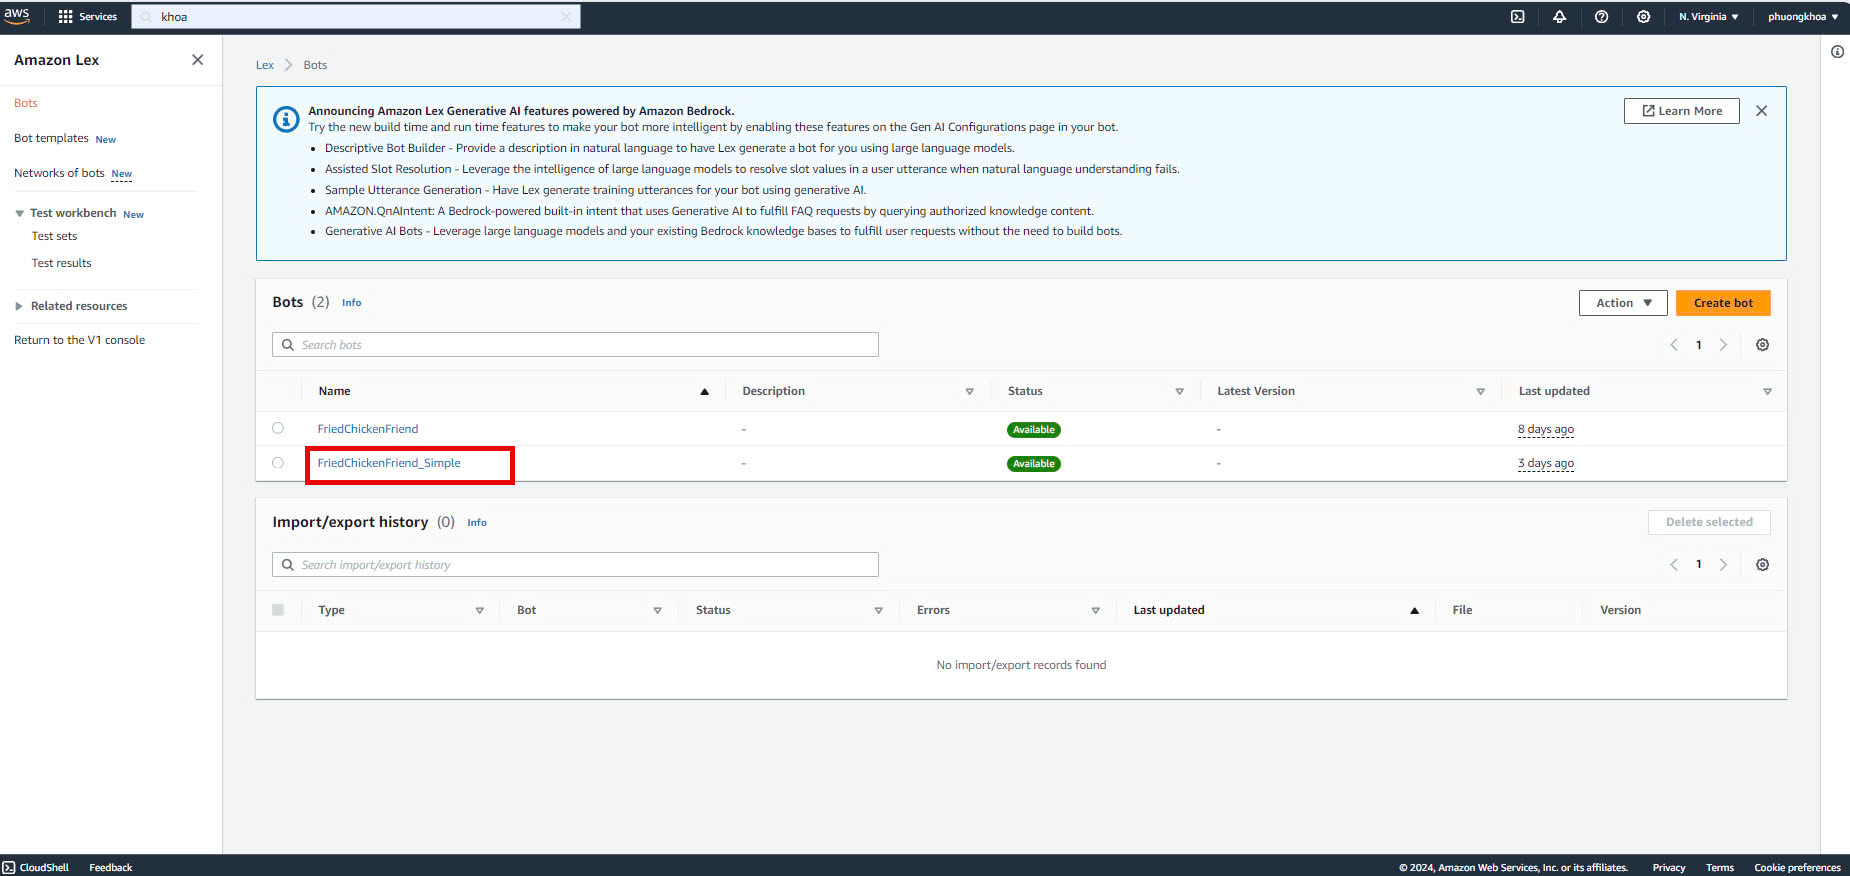 aws Services khoa N. Virginia phuongkhoa
Amazon Lex
Bots
Bot templates New
Networks of bots New
Test workbench New
Test sets
Test results
Related resources
Return to the V1 console
Lex Bots
Announcing Amazon Lex Generative AI features powered by Amazon Bedrock.
Try the new build time and run time features to make your bot more intelligent by enabling these features on the Gen AI Configurations page in your bot.
• Descriptive Bot Builder - Provide a description in natural language to have Lex generate a bot for you using large language models.
• Assisted Slot Resolution - Leverage the intelligence of large language models to resolve slot values in a user utterance when natural language understanding fails.
• Sample Utterance Generation - Have Lex generate training utterances for your bot using generative AI.
• AMAZON.QnAIntent: A Bedrock-powered built-in intent that uses Generative AI to fulfill FAQ requests by querying authorized knowledge content.
• Generative AI Bots - Leverage large language models and your existing Bedrock knowledge bases to fulfill user requests without the need to build bots.
Learn More
Bots (2) Info
Action Create bot
Search bots
1
Name Description Status Latest Version Last updated
FriedChickenFriend - Available - 8 days ago
FriedChickenFriend_Simple - Available - 3 days ago
Import/export history (0) Info
Delete selected
Search import/export history
1
Type Bot Status Errors Last updated File Version
No import/export records found
CloudShell Feedback © 2024, Amazon Web Services, Inc. or its affiliates. Privacy Terms Cookie preferences